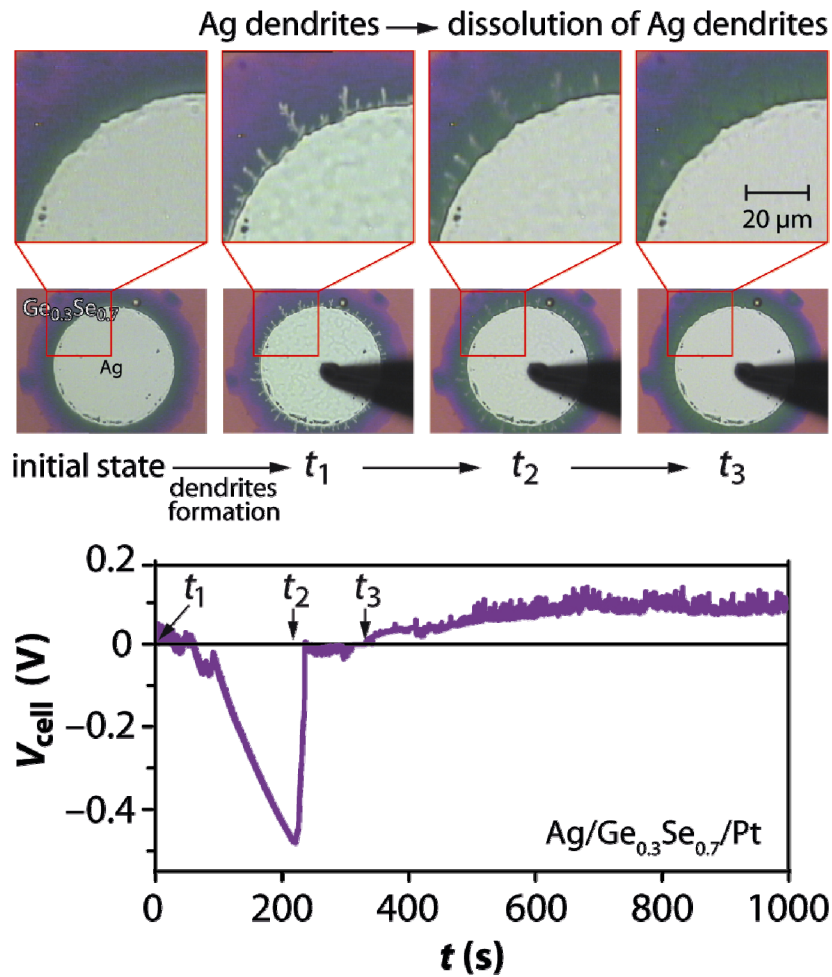 Ag dendrites → dissolution of Ag dendrites
20 µm
Ge0.3Se0.7
Ag
initial state → t1 → t2 → t3
dendrites
formation
0.2
t1 t2 t3
0
−0.2
−0.4
Vcell (V)
Ag/Ge0.3Se0.7/Pt
0 200 400 600 800 1000
t (s)